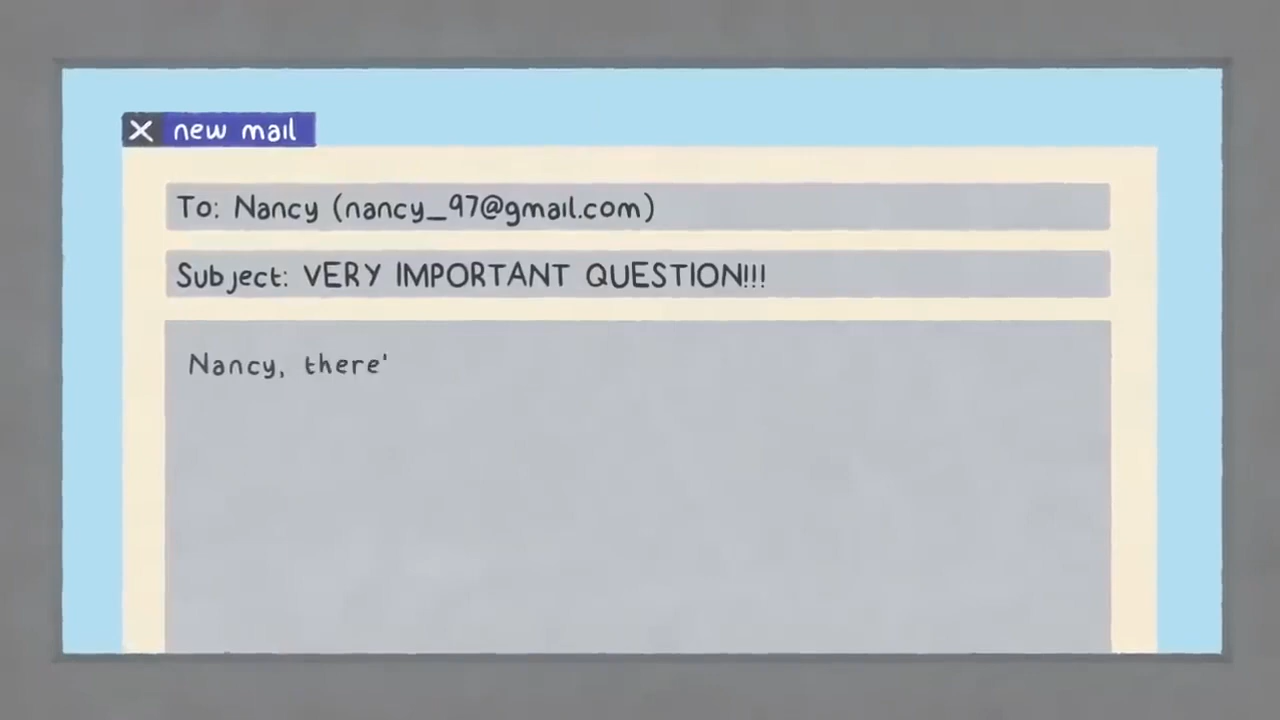 X new mail
To: Nancy (nancy_97@gmail.com)
Subject: VERY IMPORTANT QUESTION!!!
Nancy, there'